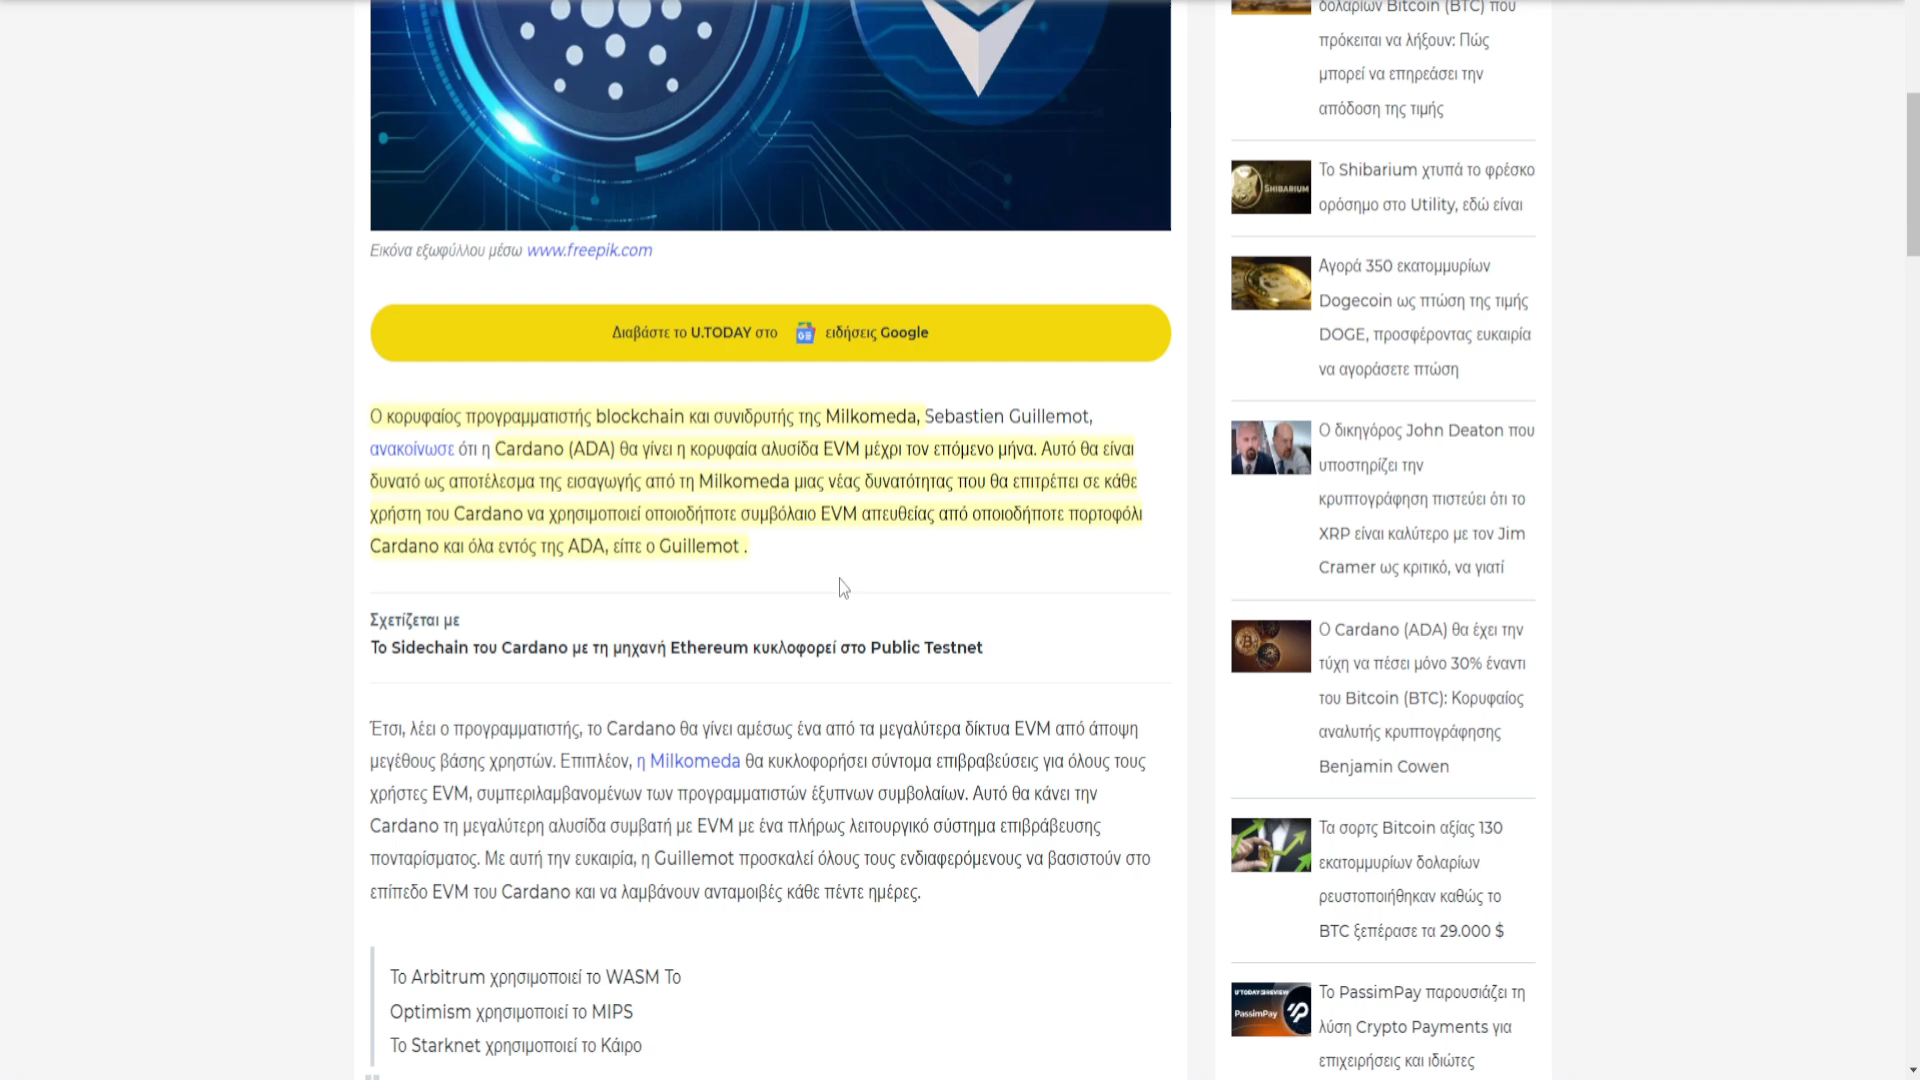 Εικόνα εξωφύλλου μέσω www.freepik.com
Διαβάστε το U.TODAY στο ειδήσεις Google
Ο κορυφαίος προγραμματιστής blockchain και συνιδρυτής της Milkomeda, Sebastien Guillemot,
ανακοίνωσε ότι η Cardano (ADA) θα γίνει η κορυφαία αλυσίδα EVM μέχρι τον επόμενο μήνα. Αυτό θα είναι
δυνατό ως αποτέλεσμα της εισαγωγής από τη Milkomeda μιας νέας δυνατότητας που θα επιτρέπει σε κάθε
χρήστη του Cardano να χρησιμοποιεί οποιοδήποτε συμβόλαιο EVM απευθείας από οποιοδήποτε πορτοφόλι
Cardano και όλα εντός της ADA, είπε ο Guillemot .
Σχετίζεται με
Το Sidechain του Cardano με τη μηχανή Ethereum κυκλοφορεί στο Public Testnet
Έτσι, λέει ο προγραμματιστής, το Cardano θα γίνει αμέσως ένα από τα μεγαλύτερα δίκτυα EVM από άποψη
μεγέθους βάσης χρηστών. Επιπλέον, η Milkomeda θα κυκλοφορήσει σύντομα επιβραβεύσεις για όλους τους
χρήστες EVM, συμπεριλαμβανομένων των προγραμματιστών έξυπνων συμβολαίων. Αυτό θα κάνει την
Cardano τη μεγαλύτερη αλυσίδα συμβατή με EVM με ένα πλήρως λειτουργικό σύστημα επιβράβευσης
πονταρίσματος. Με αυτή την ευκαιρία, η Guillemot προσκαλεί όλους τους ενδιαφερόμενους να βασιστούν στο
επίπεδο EVM του Cardano και να λαμβάνουν ανταμοιβές κάθε πέντε ημέρες.
Το Arbitrum χρησιμοποιεί το WASM Το
Optimism χρησιμοποιεί το MIPS
Το Starknet χρησιμοποιεί το Κάιρο
δολαρίων Bitcoin (BTC) που
πρόκειται να λήξουν: Πώς
μπορεί να επηρεάσει την
απόδοση της τιμής
SHIBARIUM
Το Shibarium χτυπά το φρέσκο
ορόσημο στο Utility, εδώ είναι
Αγορά 350 εκατομμυρίων
Dogecoin ως πτώση της τιμής
DOGE, προσφέροντας ευκαιρία
να αγοράσετε πτώση
Ο δικηγόρος John Deaton που
υποστηρίζει την
κρυπτογράφηση πιστεύει ότι το
XRP είναι καλύτερο με τον Jim
Cramer ως κριτικό, να γιατί
Ο Cardano (ADA) θα έχει την
τύχη να πέσει μόνο 30% έναντι
του Bitcoin (BTC): Κορυφαίος
αναλυτής κρυπτογράφησης
Benjamin Cowen
Τα σορτς Bitcoin αξίας 130
εκατομμυρίων δολαρίων
ρευστοποιήθηκαν καθώς το
BTC ξεπέρασε τα 29.000 $
U'TODAY REVIEW
PassimPay
Το PassimPay παρουσιάζει τη
λύση Crypto Payments για
επιχειρήσεις και ιδιώτες